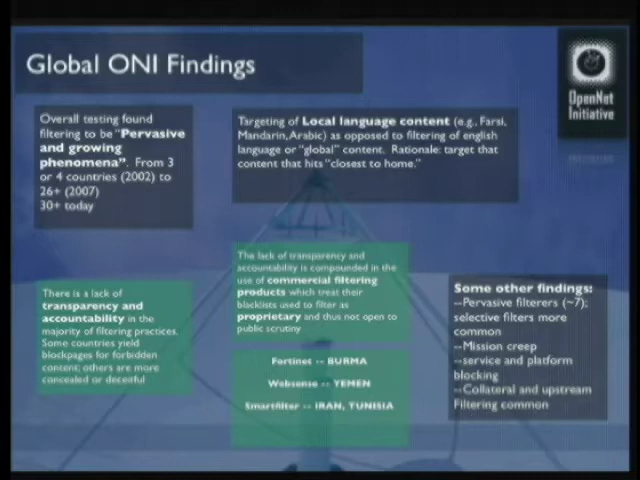 Global ONI Findings
OpenNet
Initiative
Overall testing found
filtering to be "Pervasive
and growing
phenomena". From 3
or 4 countries (2002) to
26+ (2007)
30+ today
Targeting of Local language content (e.g., Farsi,
Mandarin, Arabic) as opposed to filtering of english
language or "global" content. Rationale: target that
content that hits "closest to home."
There is a lack of
transparency and
accountability in the
majority of filtering practices.
Some countries yield
blockpages for forbidden
content; others are more
concealed or deceitful
The lack of transparency and
accountability is compounded in the
use of commercial filtering
products which treat their
blacklists used to filter as
proprietary and thus not open to
public scrutiny
Fortinet -- BURMA
Websense -- YEMEN
Smartfilter -- IRAN, TUNISIA
Some other findings:
--Pervasive filterers (~7);
selective filters more
common
--Mission creep
--service and platform
blocking
--Collateral and upstream
Filtering common